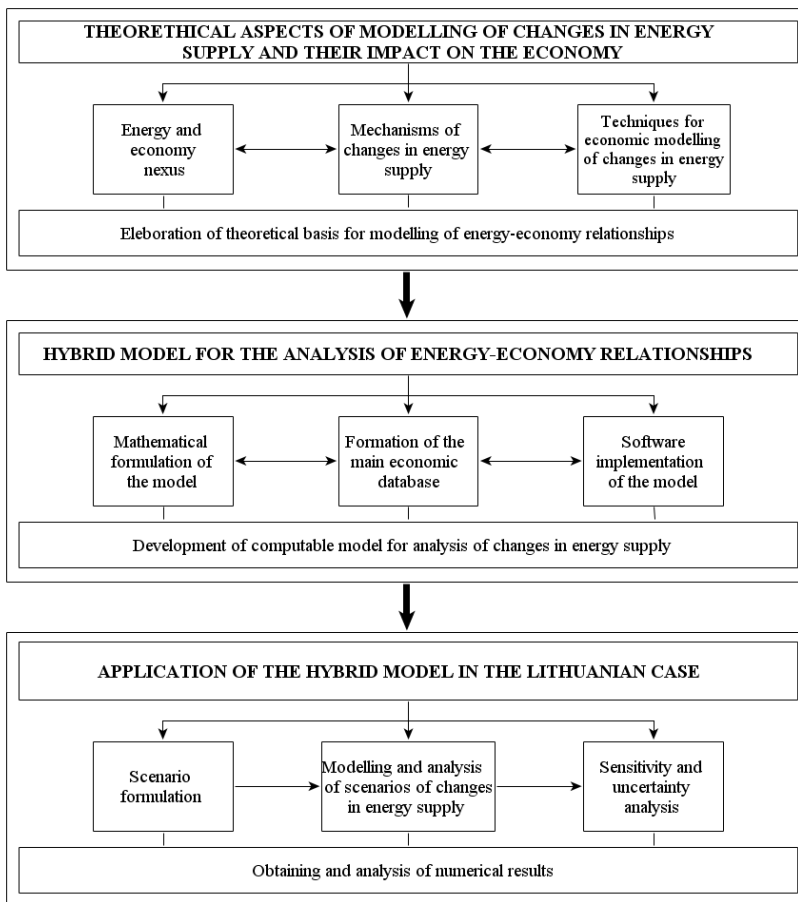 THEORETHICAL ASPECTS OF MODELLING OF CHANGES IN ENERGY
SUPPLY AND THEIR IMPACT ON THE ECONOMY
Energy and
economy
nexus
Mechanisms of
changes in energy
supply
Techniques for
economic modelling
of changes in energy
supply
Eleboration of theoretical basis for modelling of energy-economy relationships
HYBRID MODEL FOR THE ANALYSIS OF ENERGY-ECONOMY RELATIONSHIPS
Mathematical
formulation of
the model
Formation of the
main economic
database
Software
implementation
of the model
Development of computable model for analysis of changes in energy supply
APPLICATION OF THE HYBRID MODEL IN THE LITHUANIAN CASE
Scenario
formulation
Modelling and analysis
of scenarios of changes
in energy supply
Sensitivity and
uncertainty
analysis
Obtaining and analysis of numerical results